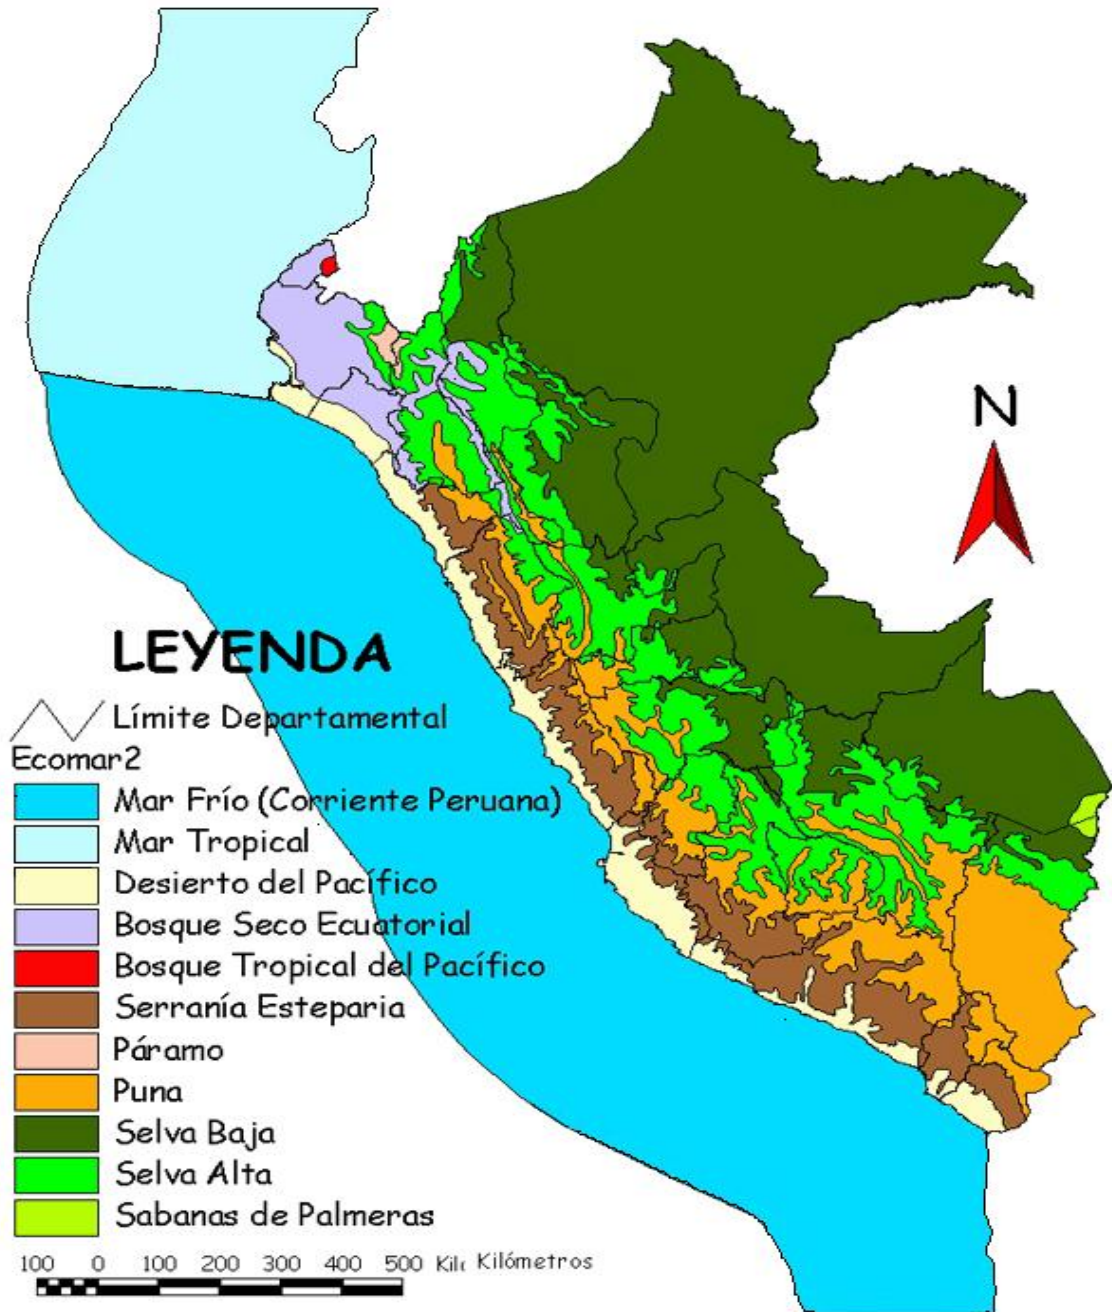 N
LEYENDA
Límite Departamental
Ecomar2
Mar Frío (Corriente Peruana)
Mar Tropical
Desierto del Pacífico
Bosque Seco Ecuatorial
Bosque Tropical del Pacífico
Serranía Esteparia
Páramo
Puna
Selva Baja
Selva Alta
Sabanas de Palmeras
100 0 100 200 300 400 500 Kil Kilómetros